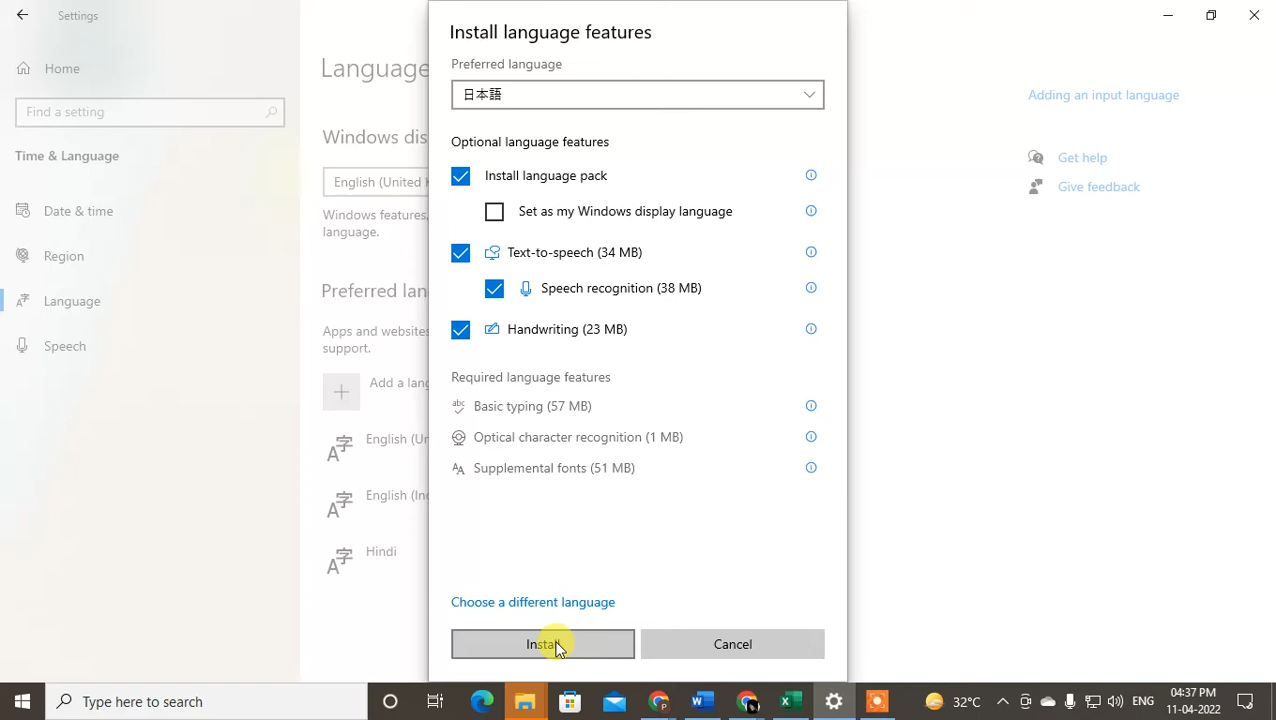 Settings
Home
Find a setting
Time & Language
Date & time
Region
Language
Speech
Language
Windows dis
English (United K
Windows features,
language.
Preferred lan
Apps and websites
support.
Add a lang
English (Un
English (Ind
Hindi
Install language features
Preferred language
日本語
Optional language features
Install language pack
Set as my Windows display language
Text-to-speech (34 MB)
Speech recognition (38 MB)
Handwriting (23 MB)
Required language features
abc
Basic typing (57 MB)
Optical character recognition (1 MB)
Supplemental fonts (51 MB)
Choose a different language
Install
Cancel
Adding an input language
Get help
Give feedback
Type here to search
32°C
ENG
04:37 PM
11-04-2022